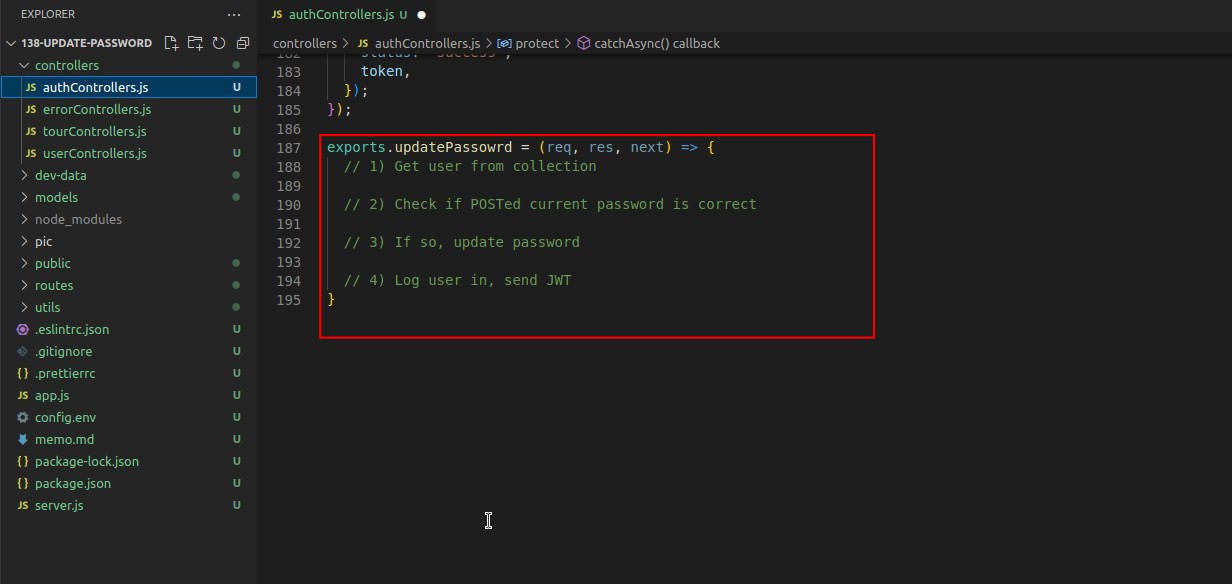 EXPLORER
···
JS authControllers.js U
138-UPDATE-PASSWORD
controllers > JS authControllers.js > protect > catchAsync() callback
controllers
JS authControllers.js U
JS errorControllers.js U
JS tourControllers.js U
JS userControllers.js U
dev-data
models
node_modules
pic
public
routes
utils
.eslintrc.json U
.gitignore U
{} .prettierrc U
JS app.js U
config.env U
memo.md U
{} package-lock.json U
{} package.json U
JS server.js U
182 status: "success",
183 token,
184 });
185 });
186
187 exports.updatePassowrd = (req, res, next) => {
188 // 1) Get user from collection
189
190 // 2) Check if POSTed current password is correct
191
192 // 3) If so, update password
193
194 // 4) Log user in, send JWT
195 }